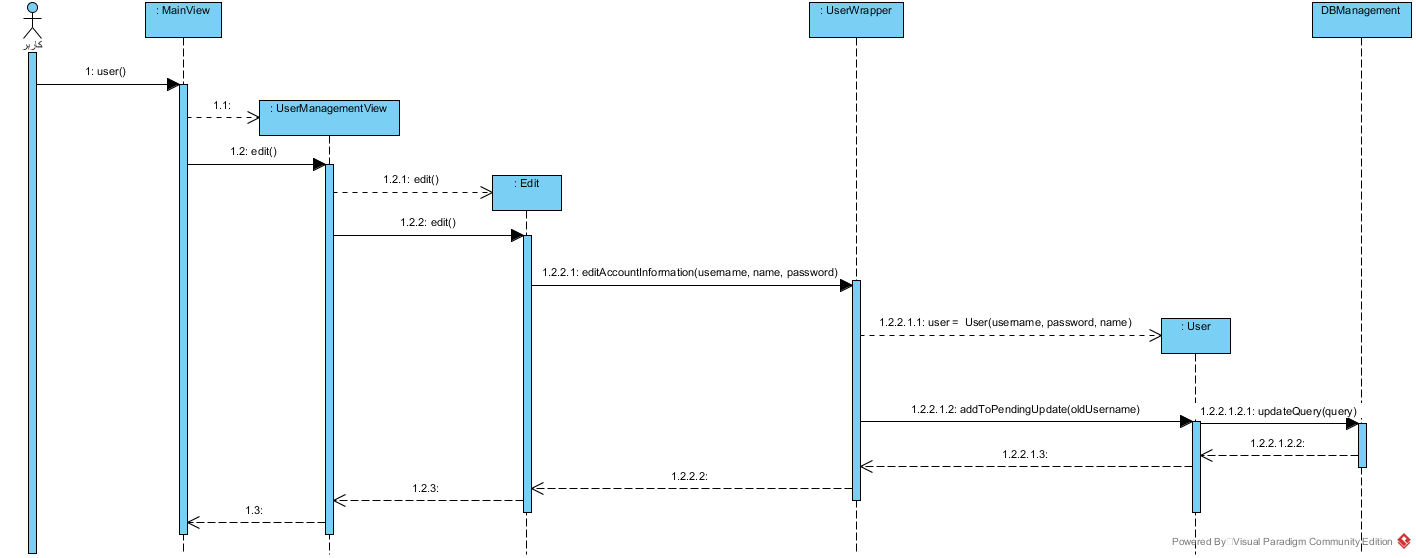 : MainView
: UserWrapper
DBManagement
کاربر
1: user()
1.1:
: UserManagementView
1.2: edit()
1.2.1: edit()
: Edit
1.2.2: edit()
1.2.2.1: editAccountInformation(username, name, password)
1.2.2.1.1: user = User(username, password, name)
: User
1.2.2.1.2: addToPendingUpdate(oldUsername)
1.2.2.1.2.1: updateQuery(query)
1.2.2.1.2.2:
1.2.2.1.3:
1.2.2.2:
1.2.3:
1.3:
Powered By Visual Paradigm Community Edition